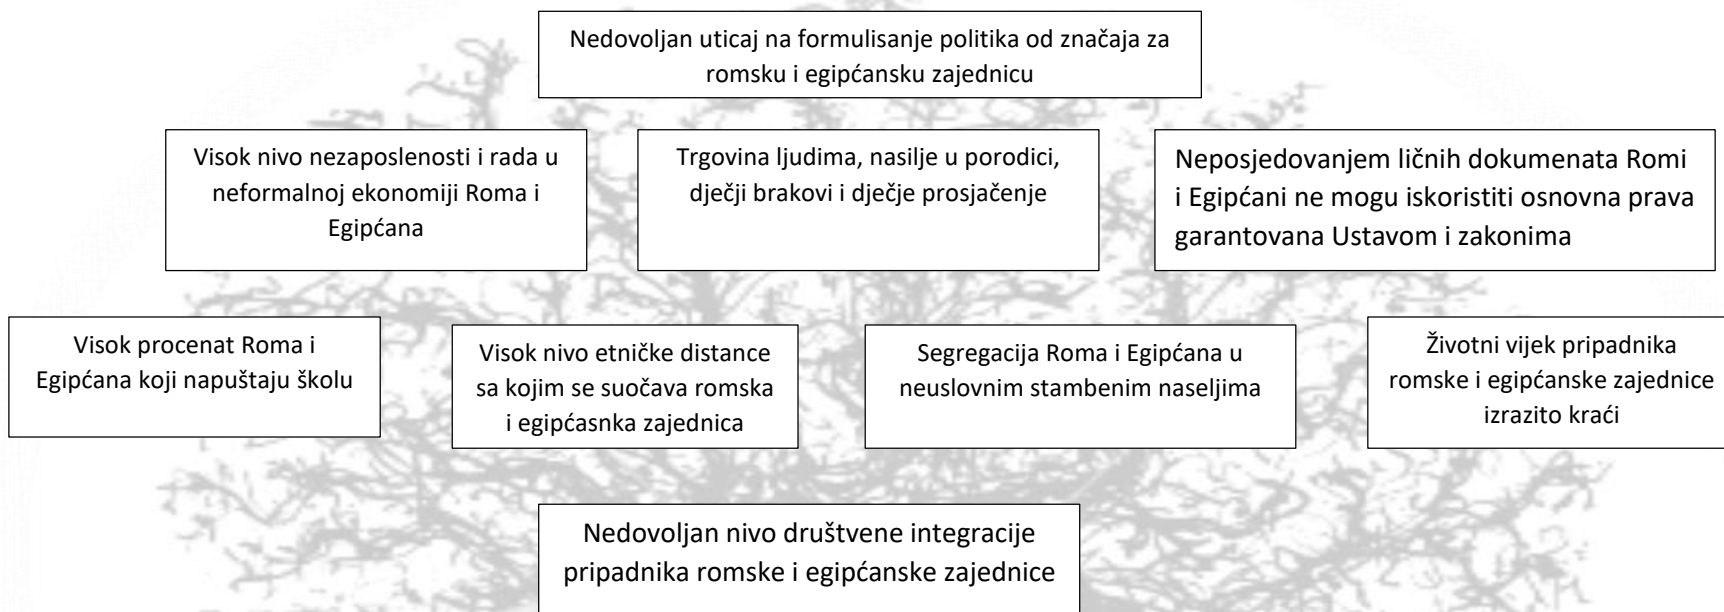 Nedovoljan uticaj na formulisanje politika od značaja za
romsku i egipćansku zajednicu
Visok nivo nezaposlenosti i rada u
neformalnoj ekonomiji Roma i
Egipćana
Trgovina ljudima, nasilje u porodici,
dječji brakovi i dječje prosjačenje
Neposjedovanjem ličnih dokumenata Romi
i Egipćani ne mogu iskoristiti osnovna prava
garantovana Ustavom i zakonima
Visok procenat Roma i
Egipćana koji napuštaju školu
Visok nivo etničke distance
sa kojim se suočava romska
i egipćasnka zajednica
Segregacija Roma i Egipćana u
neuslovnim stambenim naseljima
Životni vijek pripadnika
romske i egipćanske zajednice
izrazito kraći
Nedovoljan nivo društvene integracije
pripadnika romske i egipćanske zajednice